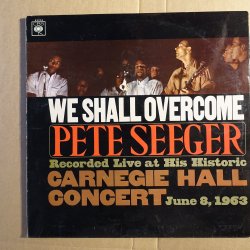 WE SHALL OVERCOME
PETE SEEGER
Recorded Live at His Historic
CARNEGIE HALL
CONCERT June 8, 1963